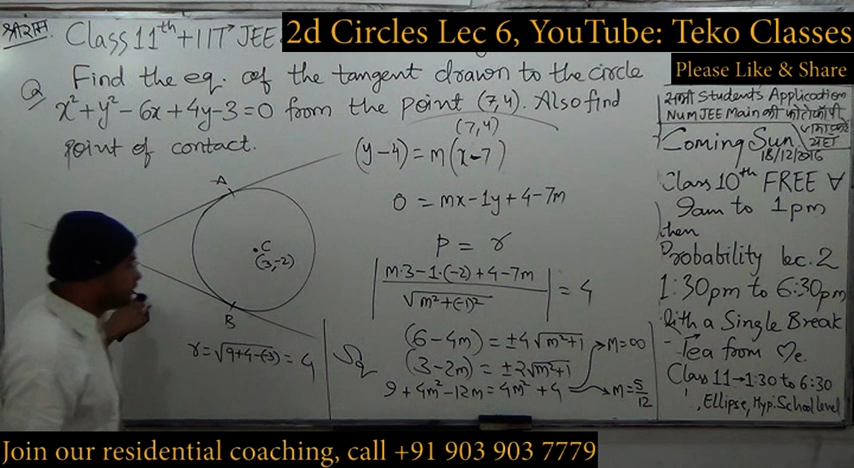 श्रीराम
Class 11th + IIT JEE
2d Circles Lec 6, YouTube: Teko Classes
Please Like & Share
Q Find the eq. of the tangent drawn to the circle
x²+y²-6x+4y-3=0 from the point (7,4). Also find
point of contact.
(7,4)
(y-4) = m(x-7)
0 = mx-1y+4-7m
p = r
|m·3-1·(-2)+4-7m / √m²+(-1)²| = 4
(6-4m) = ±4√m²+1
Sq (3-2m) = ±2√m²+1
9+4m²-12m = 4m²+4
m=∞
m=5/12
A
C
(3,-2)
B
r = √9+4-(-3) = 4
सभी Students Application
Num JEE Main की फोटोकॉपी
Coming Sun.
18/12/2016
Class 10th FREE ∀
9am to 1pm
then
Probability lec. 2
1:30pm to 6:30pm
With a Single Break
- Tea from Me.
Class 11→1:30 to 6:30
, Ellipse, Hyp. School level
Join our residential coaching, call +91 903 903 7779